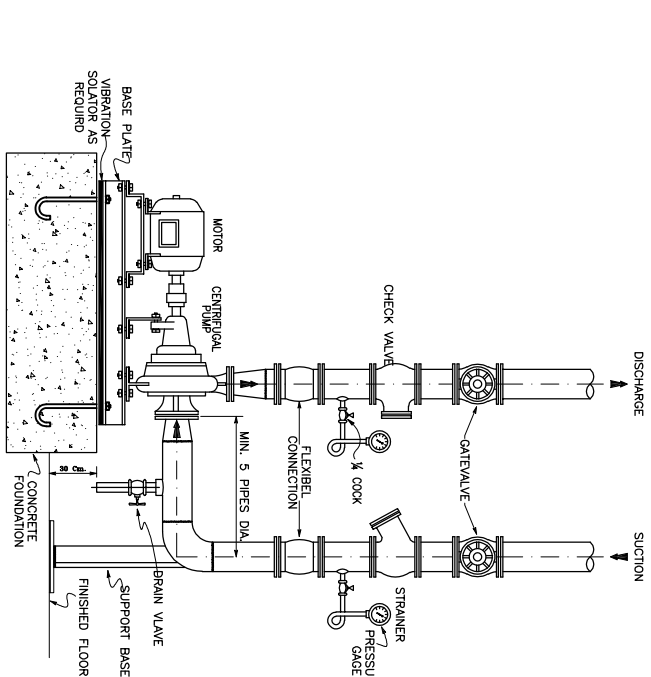 DISCHARGE
SUCTION
CHECK VALVE
GATEVALVE
¼ COCK
STRAINER
PRESSU
GAGE
FLEXIBEL
CONNECTION
MOTOR
CENTRIFUGAL
PUMP
MIN. 5 PIPES DIA.
BASE PLATE
VIBRATION
SOLATOR AS
REQUIRD
DRAIN VLAVE
SUPPORT BASE
FINISHED FLOOR
30 Cm.
CONCRETE
FOUNDATION